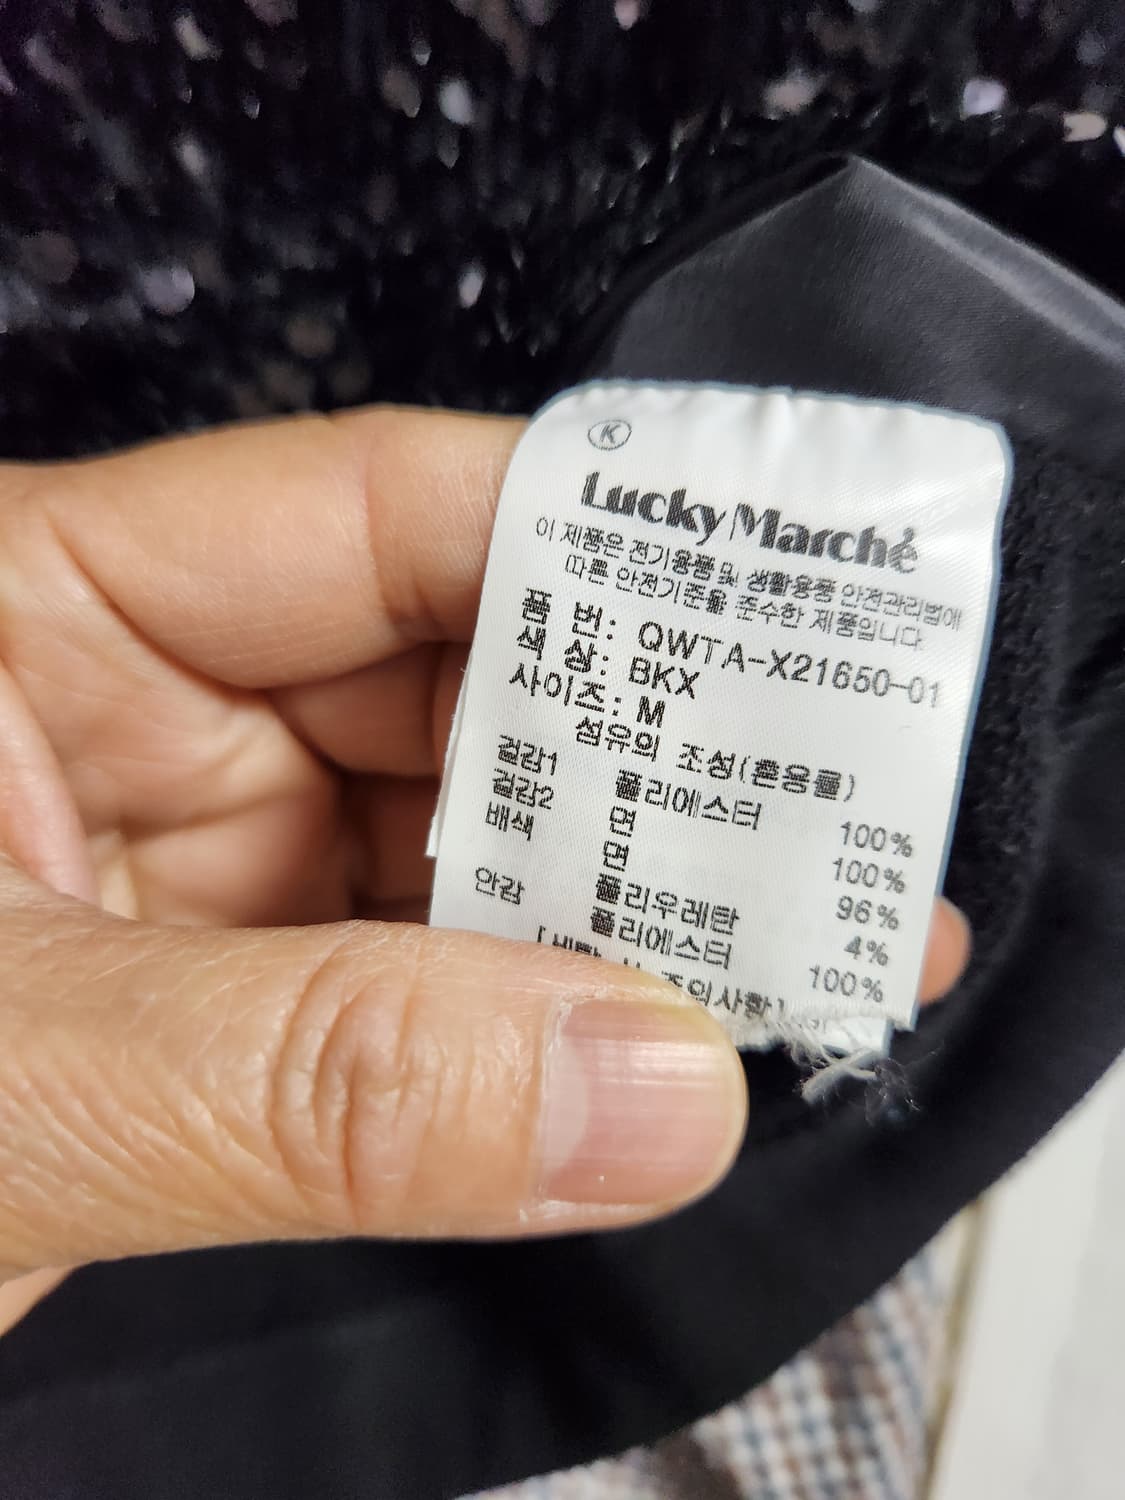 K
Lucky Marché
이 제품은 전기용품 및 생활용품 안전관리법에
따른 안전기준을 준수한 제품입니다
품 번: QWTA-X21650-01
색 상: BKX
사이즈: M
섬유의 조성(혼용률)
겉감1 폴리에스터 100%
겉감2 면 100%
배색 면 96%
폴리우레탄 4%
안감 폴리에스터 100%
주의사항]